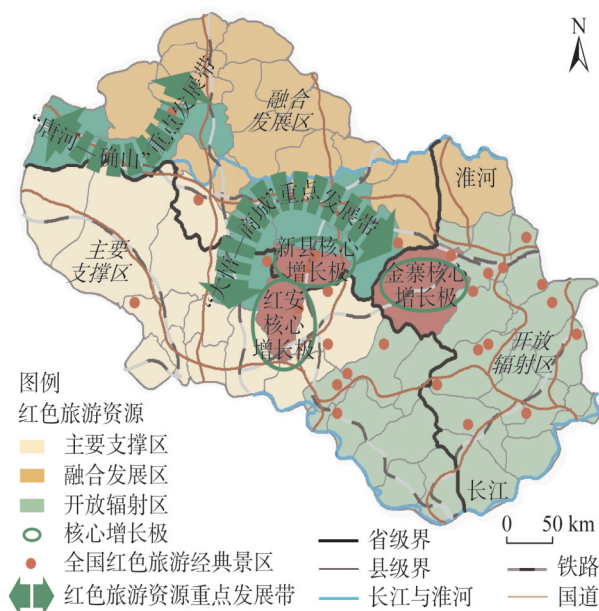 N
融合
发展区
“唐河—确山”重点发展带
淮河
“大悟—商城”重点发展带
主要
支撑区
新县核心
增长极
金寨核心
增长极
红安
核心
增长极
开放
辐射区
图例
红色旅游资源
主要支撑区
融合发展区
开放辐射区
核心增长极
全国红色旅游经典景区
红色旅游资源重点发展带
长江
0 50 km
省级界
县级界
长江与淮河
铁路
国道